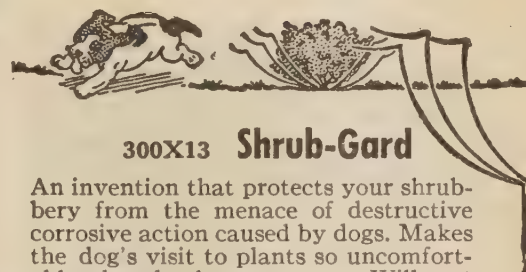 300X13 Shrub-Gard
An invention that protects your shrub-
bery from the menace of destructive
corrosive action caused by dogs. Makes
the dog's visit to plants so uncomfort-